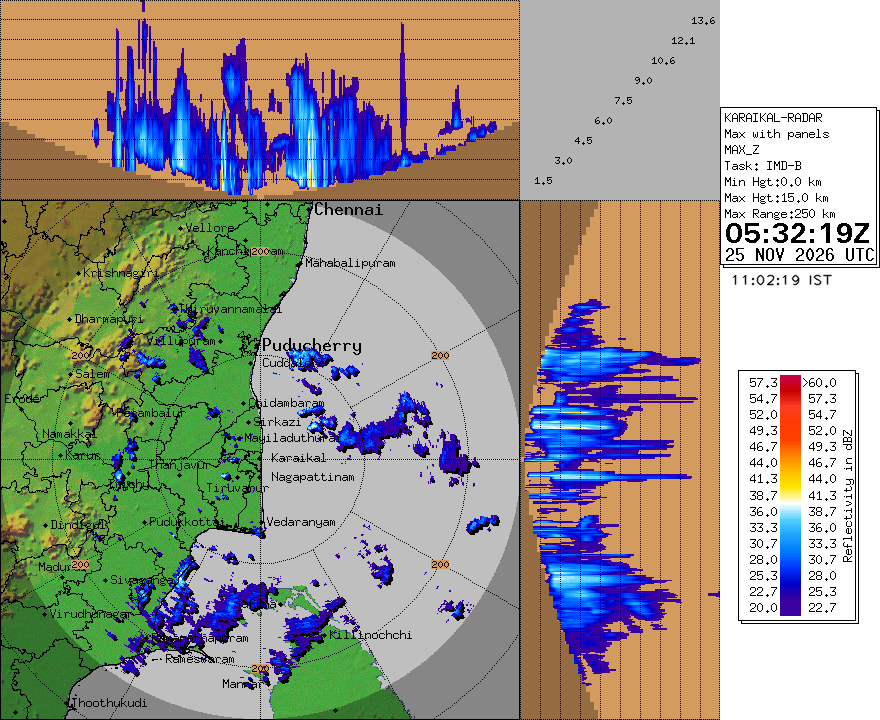 13.6
12.1
10.6
9.0
7.5
6.0
4.5
3.0
1.5
KARAIKAL-RADAR
Max with panels
MAX_Z
Task: IMD-B
Min Hgt:0.0 km
Max Hgt:15.0 km
Max Range:250 km
05:32:19Z
25 NOV 2026 UTC
11:02:19 IST
Chennai
Vellore
200
Mahabalipuram
Krishnagiri
Thiruvannamalai
Dharmapuri
Villupuram
Puducherry
200
200
Salem
Erode
Chidambaram
Perambalur
Sirkazi
Namakkal
Karur
Karaikal
Thanjavur
Nagapattinam
Tiruvarur
Dindigul
Pudukkottai
Vedaranyam
200
200
Sivaganga
Virudhunagar
Killinochchi
Rameswaram
200
Mannar
Thoothukudi
57.3 >60.0
54.7 57.3
52.0 54.7
49.3 52.0
46.7 49.3
44.0 46.7
41.3 44.0
38.7 41.3
36.0 38.7
33.3 36.0
30.7 33.3
28.0 30.7
25.3 28.0
22.7 25.3
20.0 22.7
Reflectivity in dBZ